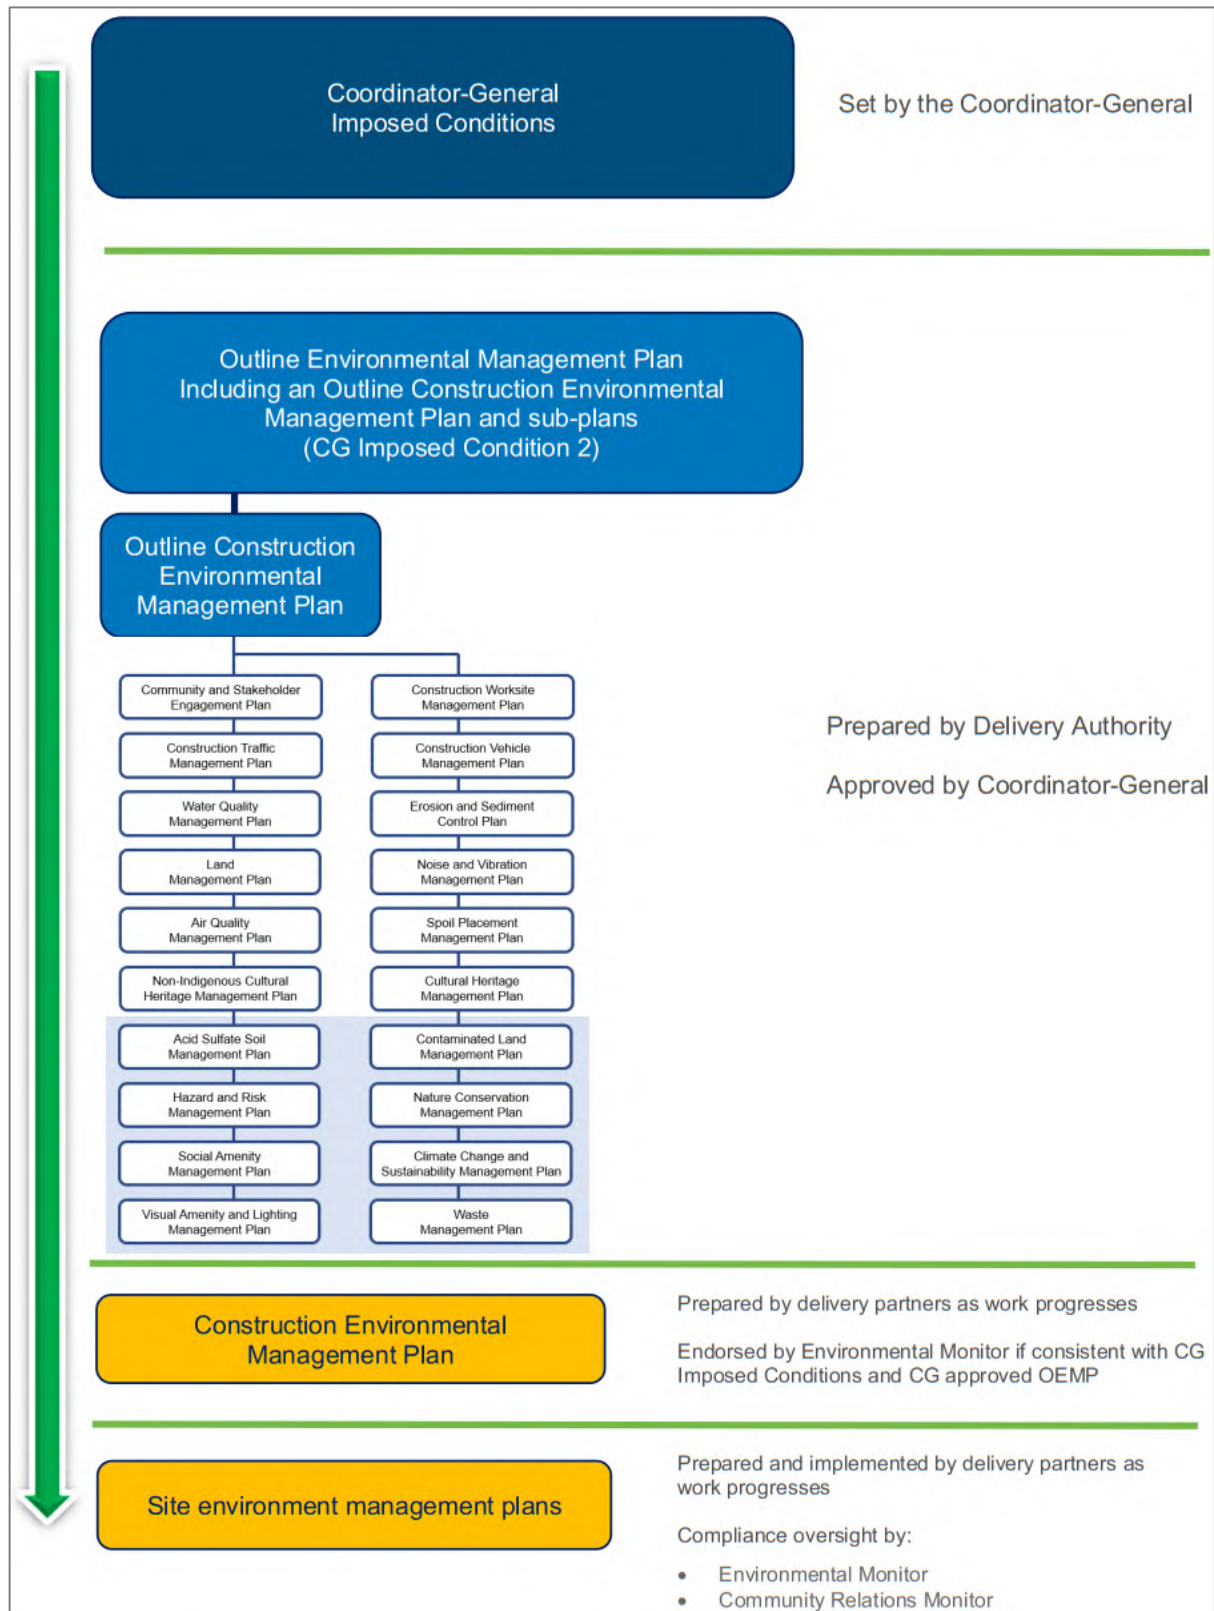 Coordinator-General
Imposed Conditions
Set by the Coordinator-General
Outline Environmental Management Plan
Including an Outline Construction Environmental
Management Plan and sub-plans
(CG Imposed Condition 2)
Outline Construction
Environmental
Management Plan
Community and Stakeholder
Engagement Plan
Construction Worksite
Management Plan
Construction Traffic
Management Plan
Construction Vehicle
Management Plan
Water Quality
Management Plan
Erosion and Sediment
Control Plan
Land
Management Plan
Noise and Vibration
Management Plan
Air Quality
Management Plan
Spoil Placement
Management Plan
Non-Indigenous Cultural
Heritage Management Plan
Cultural Heritage
Management Plan
Acid Sulfate Soil
Management Plan
Contaminated Land
Management Plan
Hazard and Risk
Management Plan
Nature Conservation
Management Plan
Social Amenity
Management Plan
Climate Change and
Sustainability Management Plan
Visual Amenity and Lighting
Management Plan
Waste
Management Plan
Prepared by Delivery Authority
Approved by Coordinator-General
Construction Environmental
Management Plan
Prepared by delivery partners as work progresses
Endorsed by Environmental Monitor if consistent with CG
Imposed Conditions and CG approved OEMP
Site environment management plans
Prepared and implemented by delivery partners as
work progresses
Compliance oversight by:
• Environmental Monitor
• Community Relations Monitor